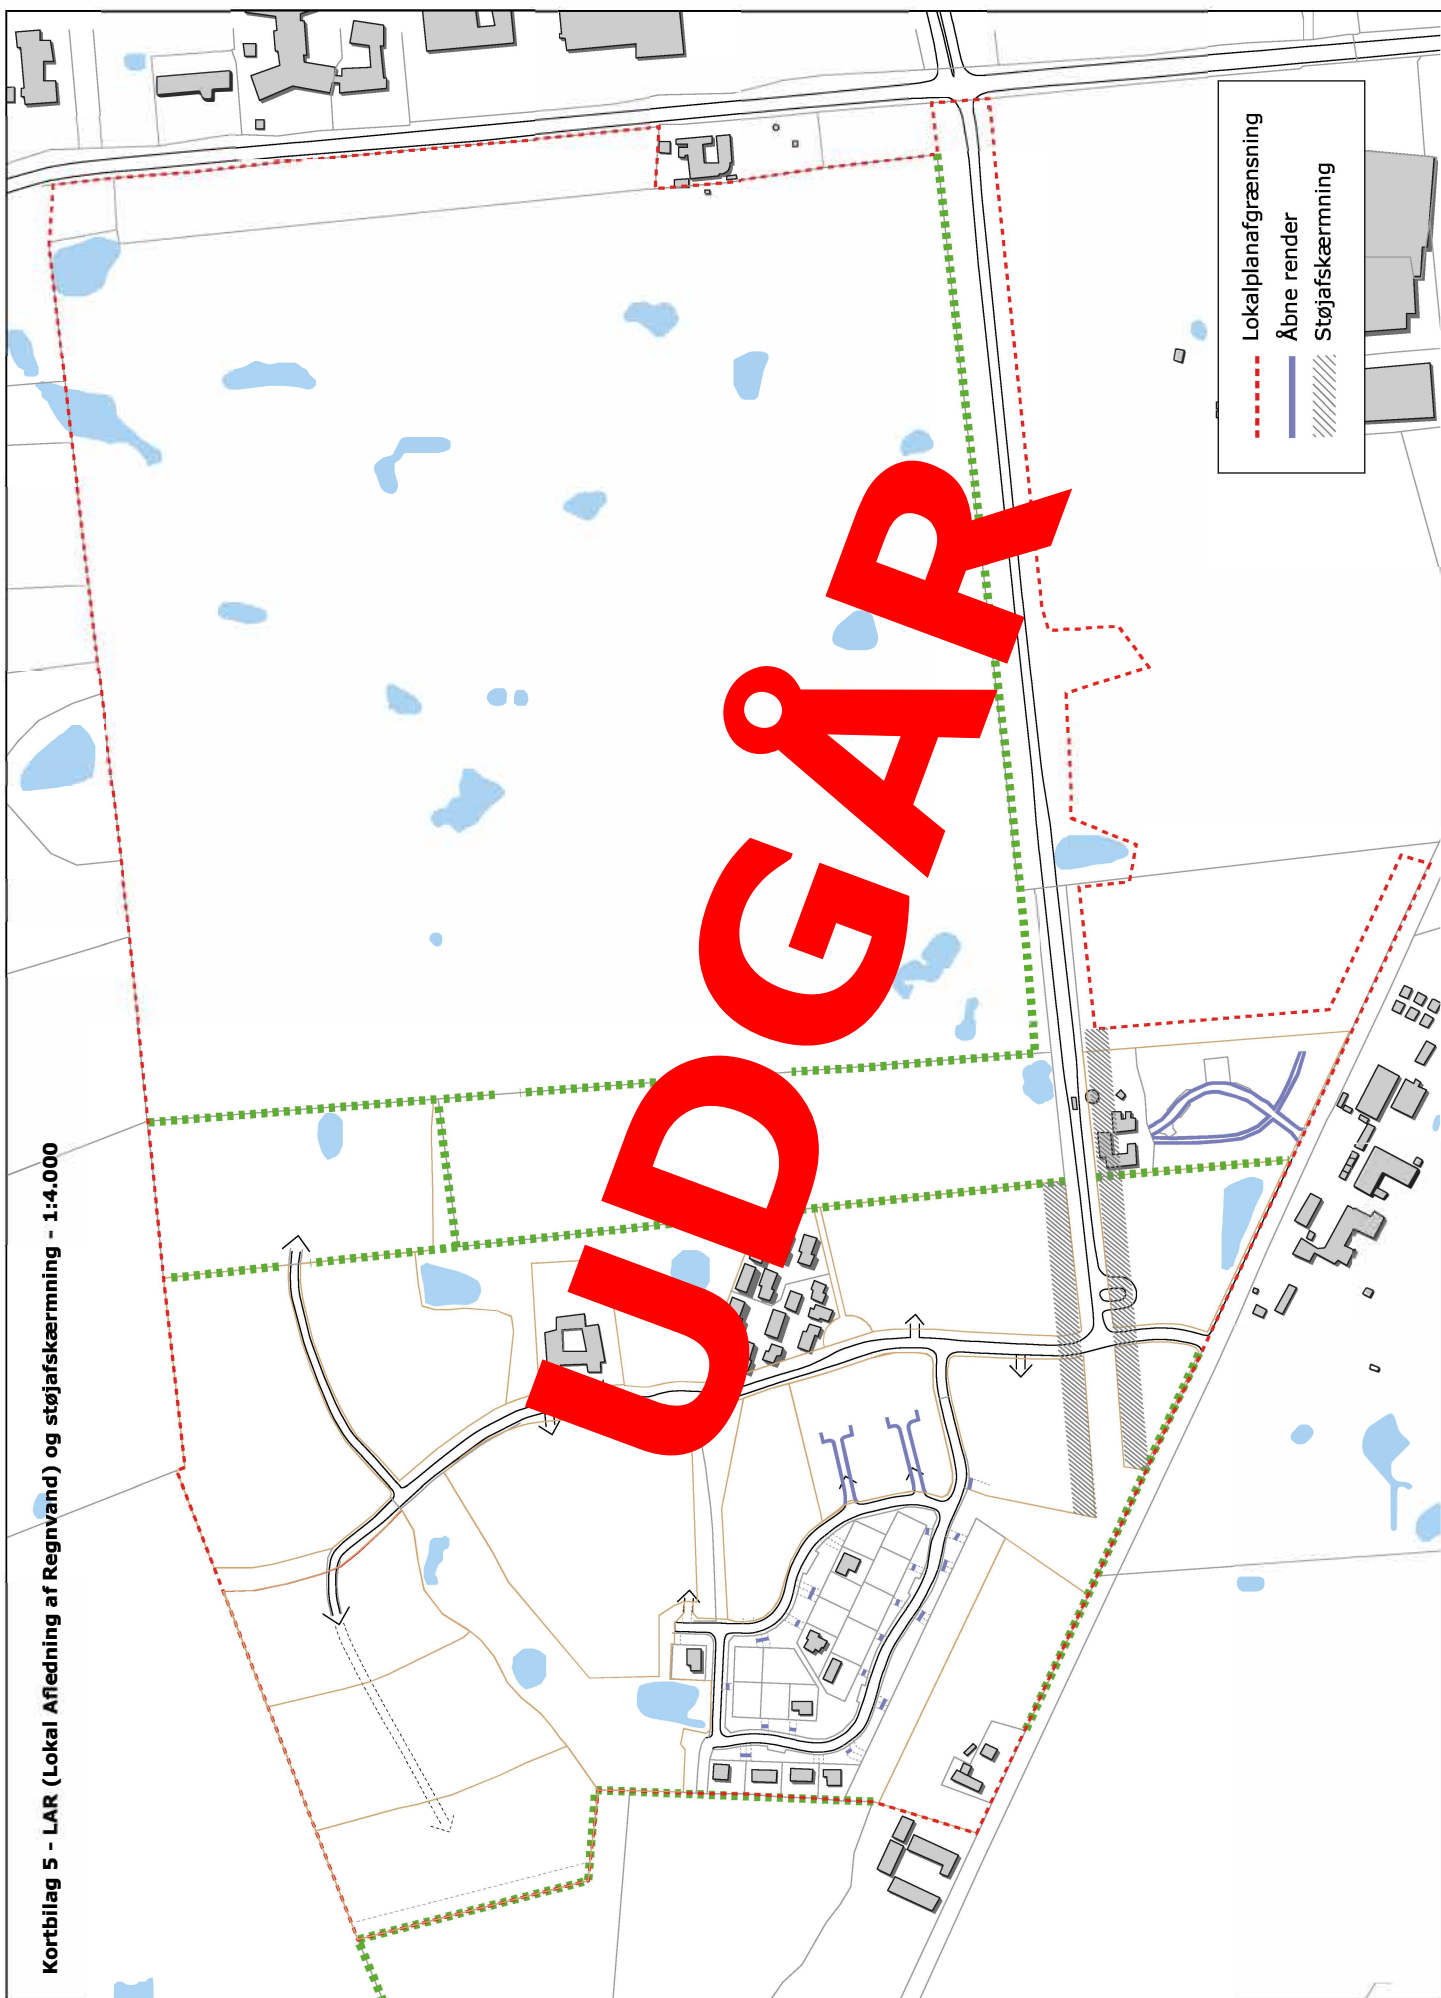 Kortbilag 5 - LAR (Lokal Afledning af Regnvand) og støjafskærmning - 1:4.000
UDGÅR
Lokalplanafgrænsning
Åbne render
Støjafskærmning